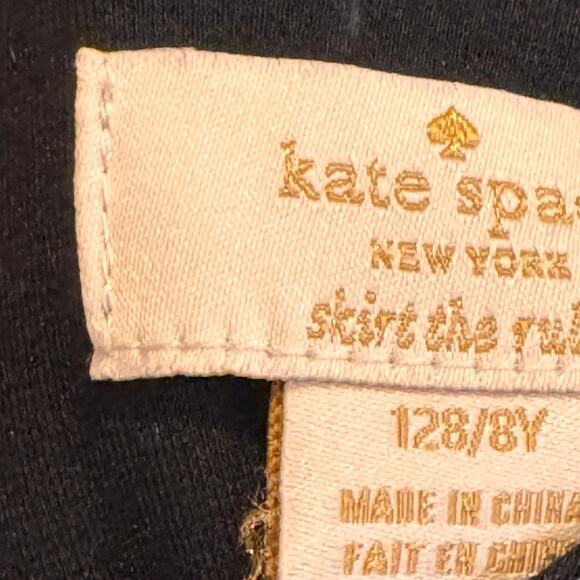 kate spa
NEW YORK
skirt the ru
128/8Y
MADE IN CHINA
FAIT EN CHIN